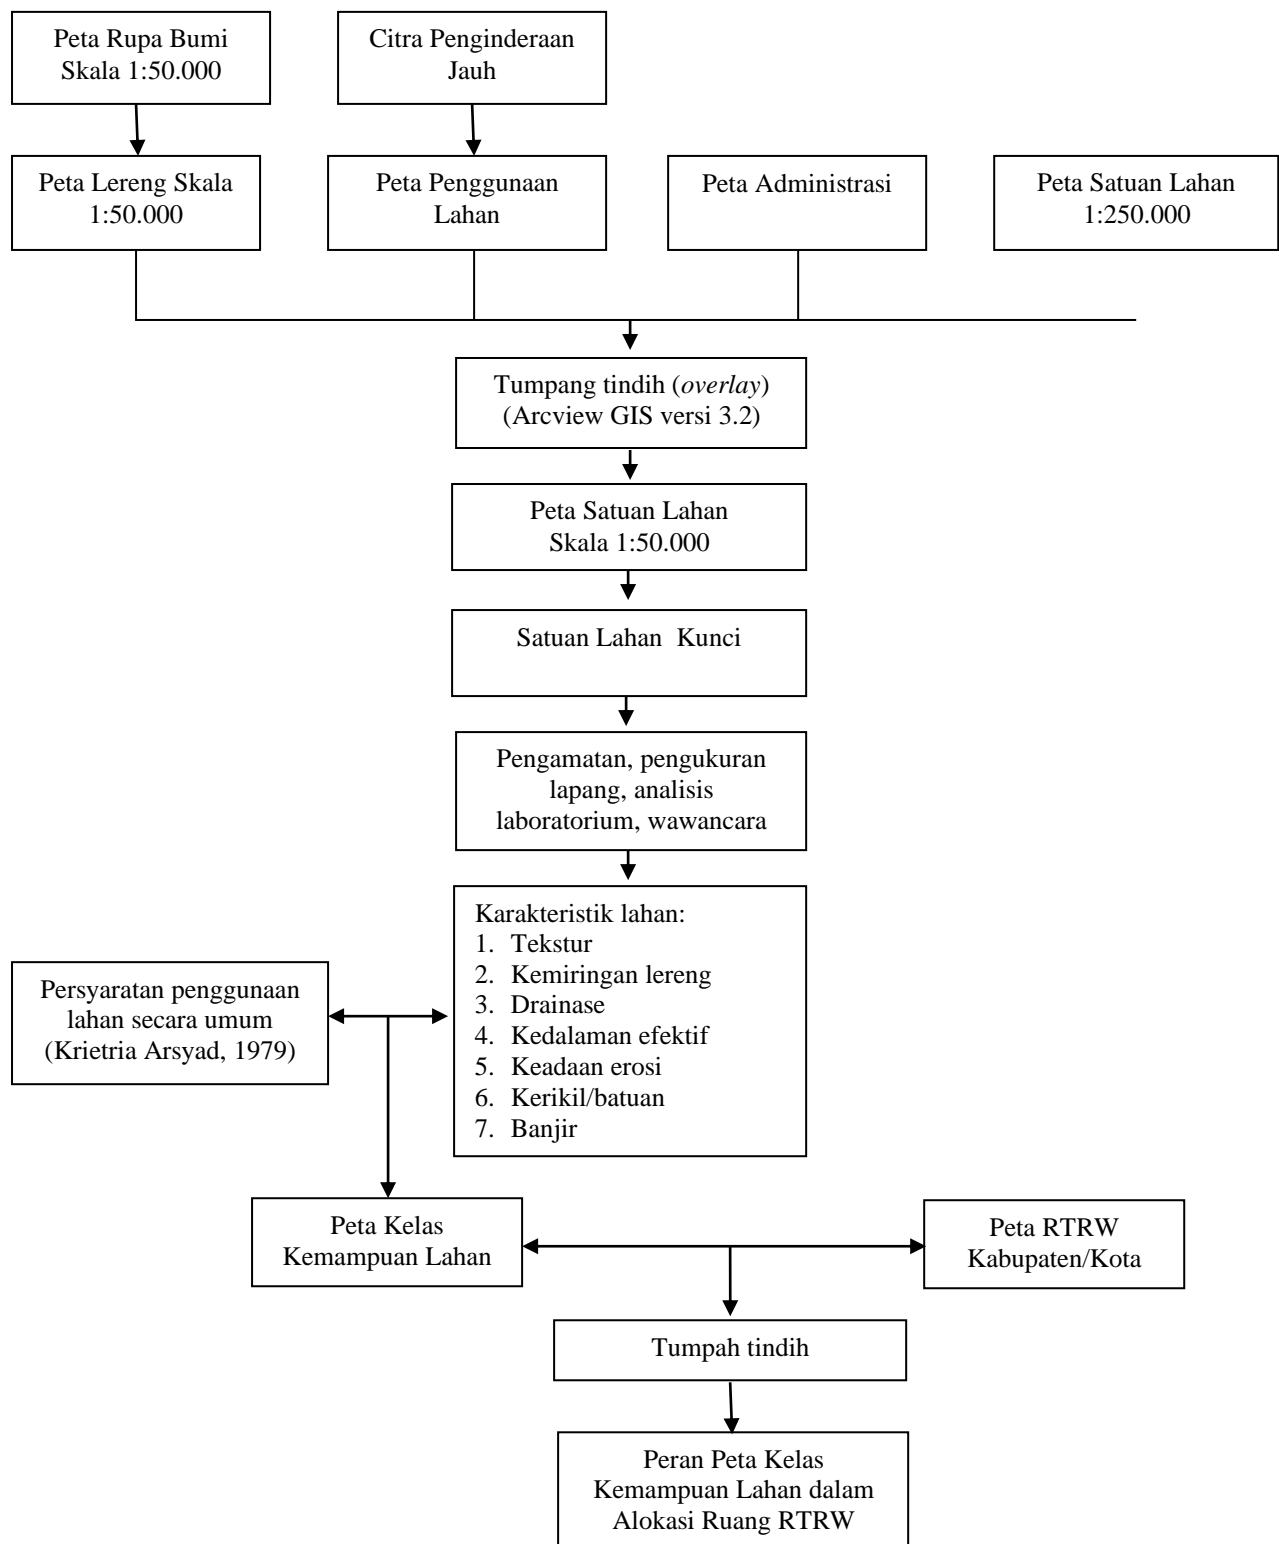 Peta Rupa Bumi
Skala 1:50.000
Citra Penginderaan
Jauh
Peta Lereng Skala
1:50.000
Peta Penggunaan
Lahan
Peta Administrasi
Peta Satuan Lahan
1:250.000
Tumpang tindih (overlay)
(Arcview GIS versi 3.2)
Peta Satuan Lahan
Skala 1:50.000
Satuan Lahan Kunci
Pengamatan, pengukuran
lapang, analisis
laboratorium, wawancara
Karakteristik lahan:
1. Tekstur
2. Kemiringan lereng
3. Drainase
4. Kedalaman efektif
5. Keadaan erosi
6. Kerikil/batuan
7. Banjir
Persyaratan penggunaan
lahan secara umum
(Krietria Arsyad, 1979)
Peta Kelas
Kemampuan Lahan
Peta RTRW
Kabupaten/Kota
Tumpah tindih
Peran Peta Kelas
Kemampuan Lahan dalam
Alokasi Ruang RTRW